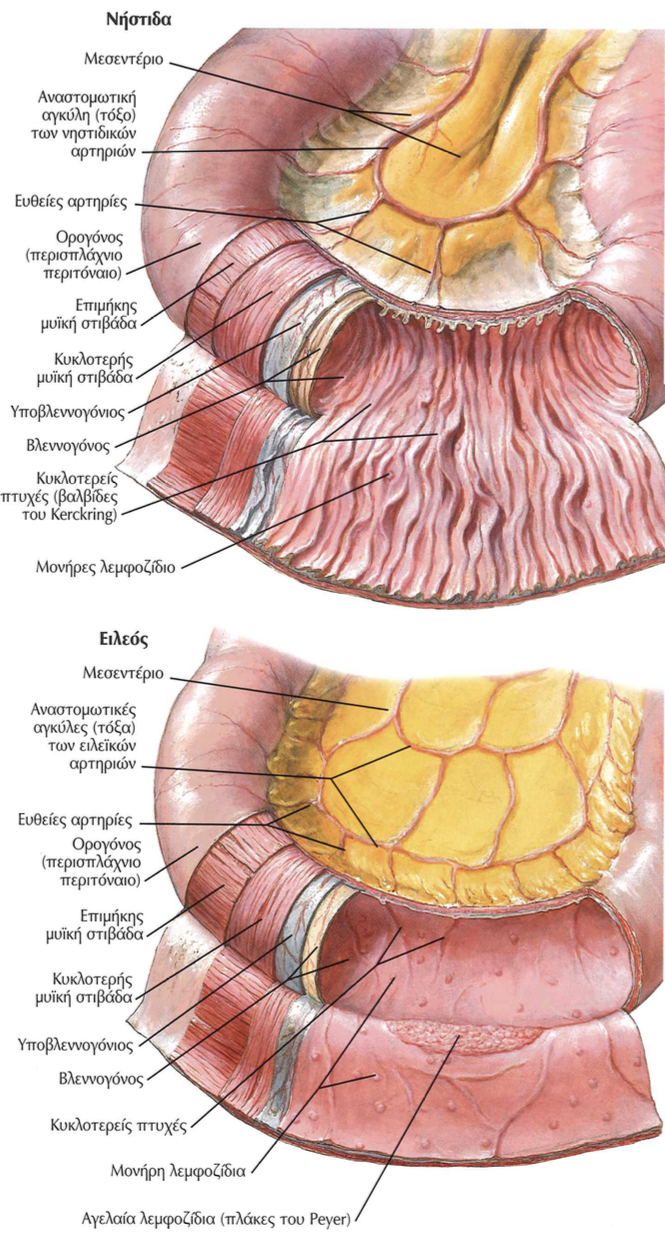 Νήστιδα
Μεσεντέριο
Αναστομωτική
αγκύλη (τόξο)
των νηστιδικών
αρτηριών
Ευθείες αρτηρίες
Ορογόνος
(περισπλάχνιο
περιτόναιο)
Επιμήκης
μυϊκή στιβάδα
Κυκλοτερής
μυϊκή στιβάδα
Υποβλεννογόνιος
Βλεννογόνος
Κυκλοτερείς
πτυχές (βαλβίδες
του Kerckring)
Μονήρες λεμφοζίδιο
Ειλεός
Μεσεντέριο
Αναστομωτικές
αγκύλες (τόξα)
των ειλεϊκών
αρτηριών
Ευθείες αρτηρίες
Ορογόνος
(περισπλάχνιο
περιτόναιο)
Επιμήκης
μυϊκή στιβάδα
Κυκλοτερής
μυϊκή στιβάδα
Υποβλεννογόνιος
Βλεννογόνος
Κυκλοτερείς πτυχές
Μονήρη λεμφοζίδια
Αγελαία λεμφοζίδια (πλάκες του Peyer)